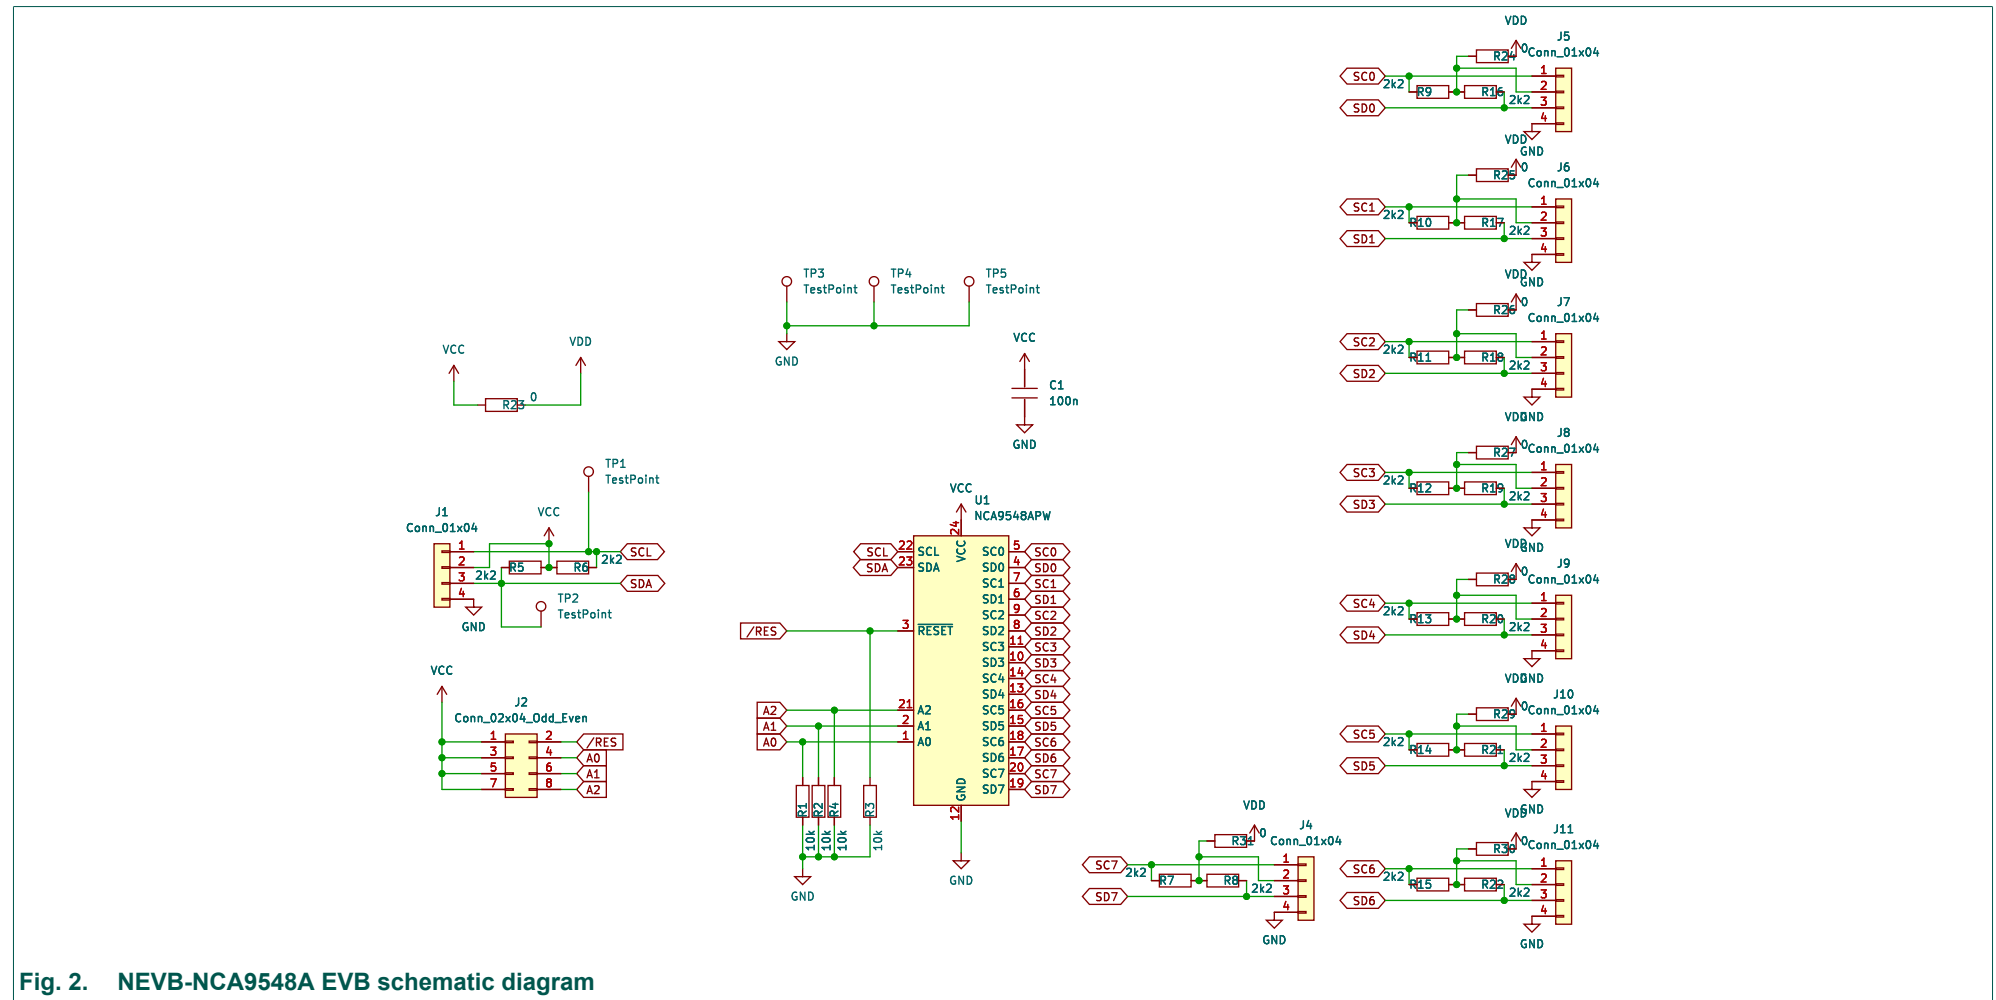 VCC
VDD
R23
0
TP3
TestPoint
TP4
TestPoint
TP5
TestPoint
GND
VCC
C1
100n
GND
TP1
TestPoint
J1
Conn_01x04
VCC
1
2
3
4
2k2
R5
R6
2k2
SCL
SDA
GND
TP2
TestPoint
VCC
J2
Conn_02x04_Odd_Even
1
2
/RES
3
4
A0
5
6
A1
7
8
A2
VCC
U1
NCA9548APW
24
VCC
SCL
22
SCL
SDA
23
SDA
/RES
3
RESET
A2
21
A2
A1
2
A1
A0
1
A0
SC0
5
SC0
SD0
4
SD0
SC1
7
SC1
SD1
6
SD1
SC2
9
SC2
SD2
8
SD2
SC3
11
SC3
SD3
10
SD3
SC4
14
SC4
SD4
13
SD4
SC5
16
SC5
SD5
15
SD5
SC6
18
SC6
SD6
17
SD6
SC7
20
SC7
SD7
19
SD7
GND
12
GND
R1
10k
R2
10k
R4
10k
R3
10k
GND
VDD
R31
0
J4
Conn_01x04
SC7
2k2
R7
R8
2k2
SD7
1
2
3
4
GND
VDD
R24
0
J5
Conn_01x04
SC0
2k2
R9
R16
2k2
SD0
1
2
3
4
GND
VDD
R25
0
J6
Conn_01x04
SC1
2k2
R10
R17
2k2
SD1
1
2
3
4
GND
VDD
R26
0
J7
Conn_01x04
SC2
2k2
R11
R18
2k2
SD2
1
2
3
4
GND
VDD
R27
0
J8
Conn_01x04
SC3
2k2
R12
R19
2k2
SD3
1
2
3
4
GND
VDD
R28
0
J9
Conn_01x04
SC4
2k2
R13
R20
2k2
SD4
1
2
3
4
GND
VDD
R29
0
J10
Conn_01x04
SC5
2k2
R14
R21
2k2
SD5
1
2
3
4
GND
VDD
R30
0
J11
Conn_01x04
SC6
2k2
R15
R22
2k2
SD6
1
2
3
4
GND
Fig. 2. NEVB-NCA9548A EVB schematic diagram